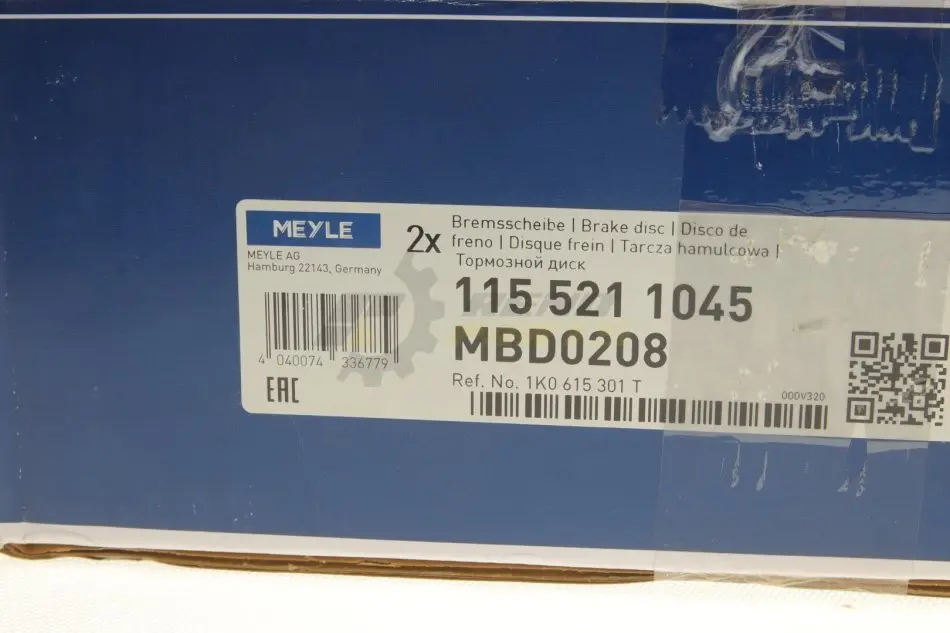 MEYLE
MEYLE AG
Hamburg 22143, Germany
2x
Bremsscheibe | Brake disc | Disco de
freno | Disque frein | Tarcza hamulcowa |
Тормозной диск
115 521 1045
MBD0208
Ref. No. 1K0 615 301 T
000V320
4 040074 336779
EAC